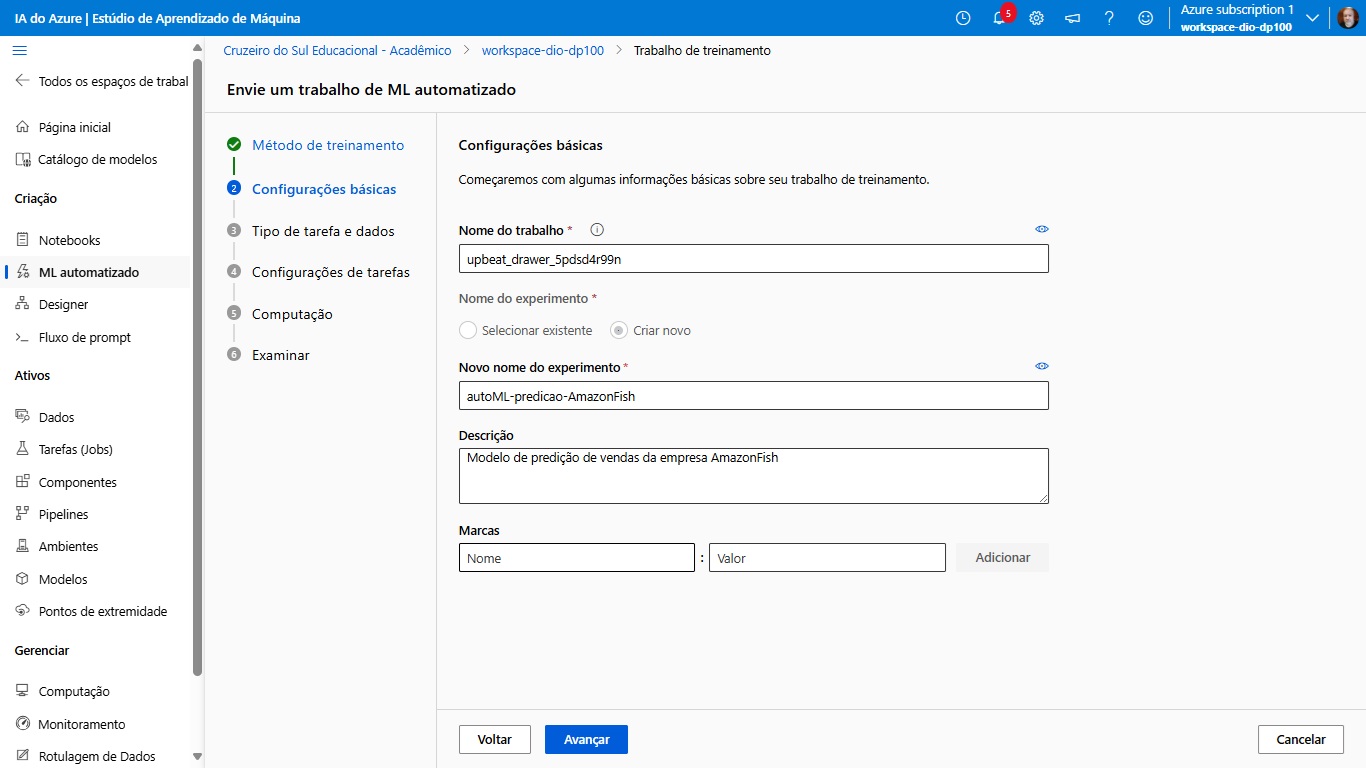 IA do Azure | Estúdio de Aprendizado de Máquina
5
Azure subscription 1
workspace-dio-dp100
Todos os espaços de trabal
Página inicial
Catálogo de modelos
Criação
Notebooks
ML automatizado
Designer
Fluxo de prompt
Ativos
Dados
Tarefas (Jobs)
Componentes
Pipelines
Ambientes
Modelos
Pontos de extremidade
Gerenciar
Computação
Monitoramento
Rotulagem de Dados
Cruzeiro do Sul Educacional - Acadêmico > workspace-dio-dp100 > Trabalho de treinamento
Envie um trabalho de ML automatizado
Método de treinamento
2 Configurações básicas
3 Tipo de tarefa e dados
4 Configurações de tarefas
5 Computação
6 Examinar
Configurações básicas
Começaremos com algumas informações básicas sobre seu trabalho de treinamento.
Nome do trabalho *
upbeat_drawer_5pdsd4r99n
Nome do experimento *
Selecionar existente Criar novo
Novo nome do experimento *
autoML-predicao-AmazonFish
Descrição
Modelo de predição de vendas da empresa AmazonFish
Marcas
Nome : Valor Adicionar
Voltar Avançar Cancelar